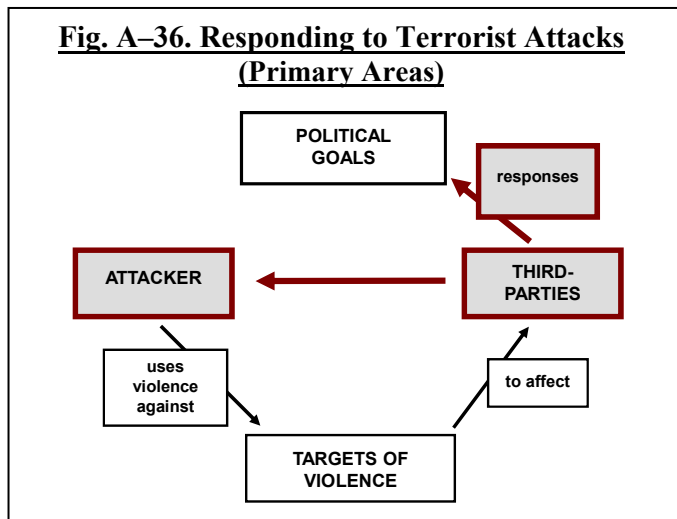 Fig. A–36. Responding to Terrorist Attacks
(Primary Areas)
POLITICAL
GOALS
responses
ATTACKER
THIRD-
PARTIES
uses
violence
against
to affect
TARGETS OF
VIOLENCE